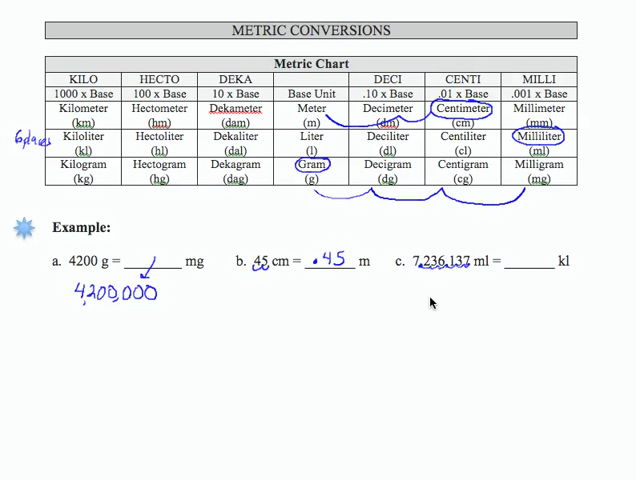 METRIC CONVERSIONS
Metric Chart
KILO HECTO DEKA DECI CENTI MILLI
1000 x Base 100 x Base 10 x Base Base Unit .10 x Base .01 x Base .001 x Base
Kilometer Hectometer Dekameter Meter Decimeter Centimeter Millimeter
(km) (hm) (dam) (m) (dm) (cm) (mm)
6 places Kiloliter Hectoliter Dekaliter Liter Deciliter Centiliter Milliliter
(kl) (hl) (dal) (l) (dl) (cl) (ml)
Kilogram Hectogram Dekagram Gram Decigram Centigram Milligram
(kg) (hg) (dag) (g) (dg) (cg) (mg)
Example:
a. 4200 g = ________ mg b. 45 cm = .45 m c. 7,236,137 ml = _______ kl
4,200,000